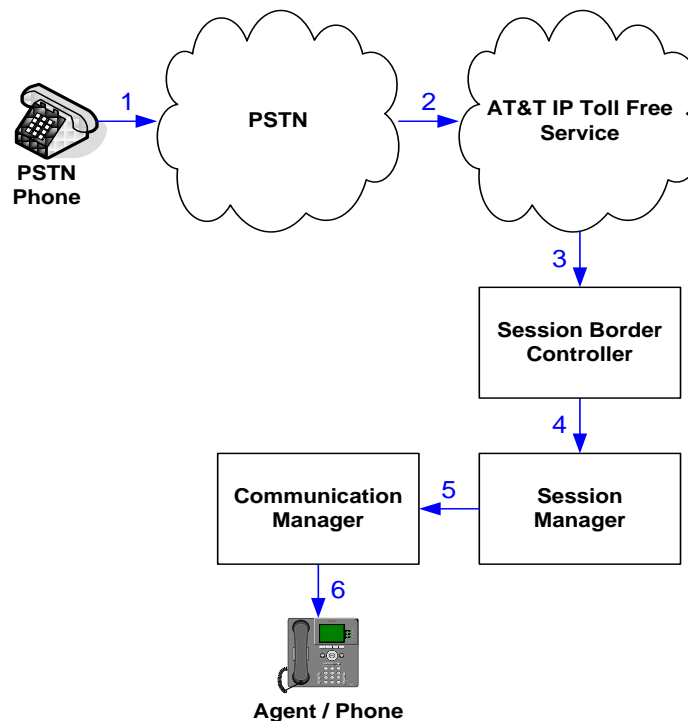 1
PSTN
2
AT&T IP Toll Free
Service
PSTN
Phone
3
Session Border
Controller
4
Communication
Manager
5
Session
Manager
6
Agent / Phone